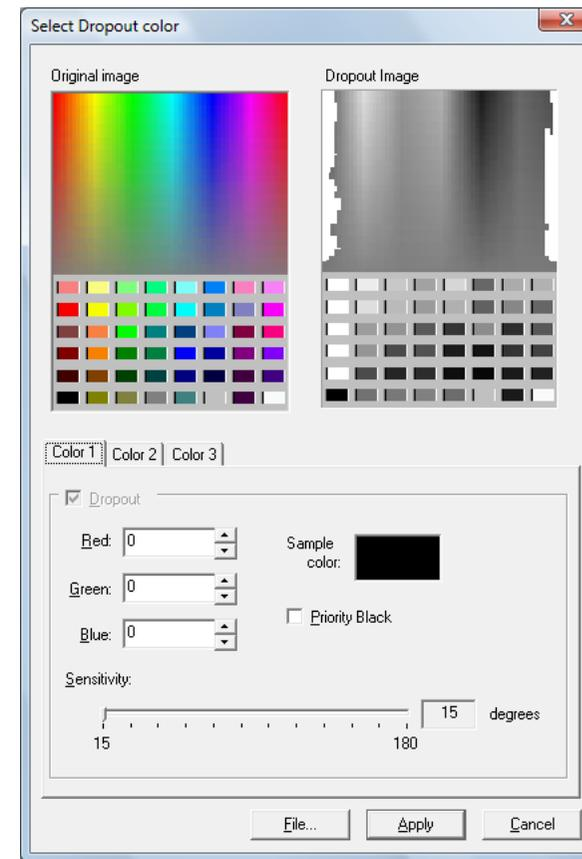 Select Dropout color
Original image
Dropout Image
Color 1
Color 2
Color 3
Dropout
Red: 0
Sample color:
Green: 0
Priority Black
Blue: 0
Sensitivity:
15 degrees
15
180
File...
Apply
Cancel